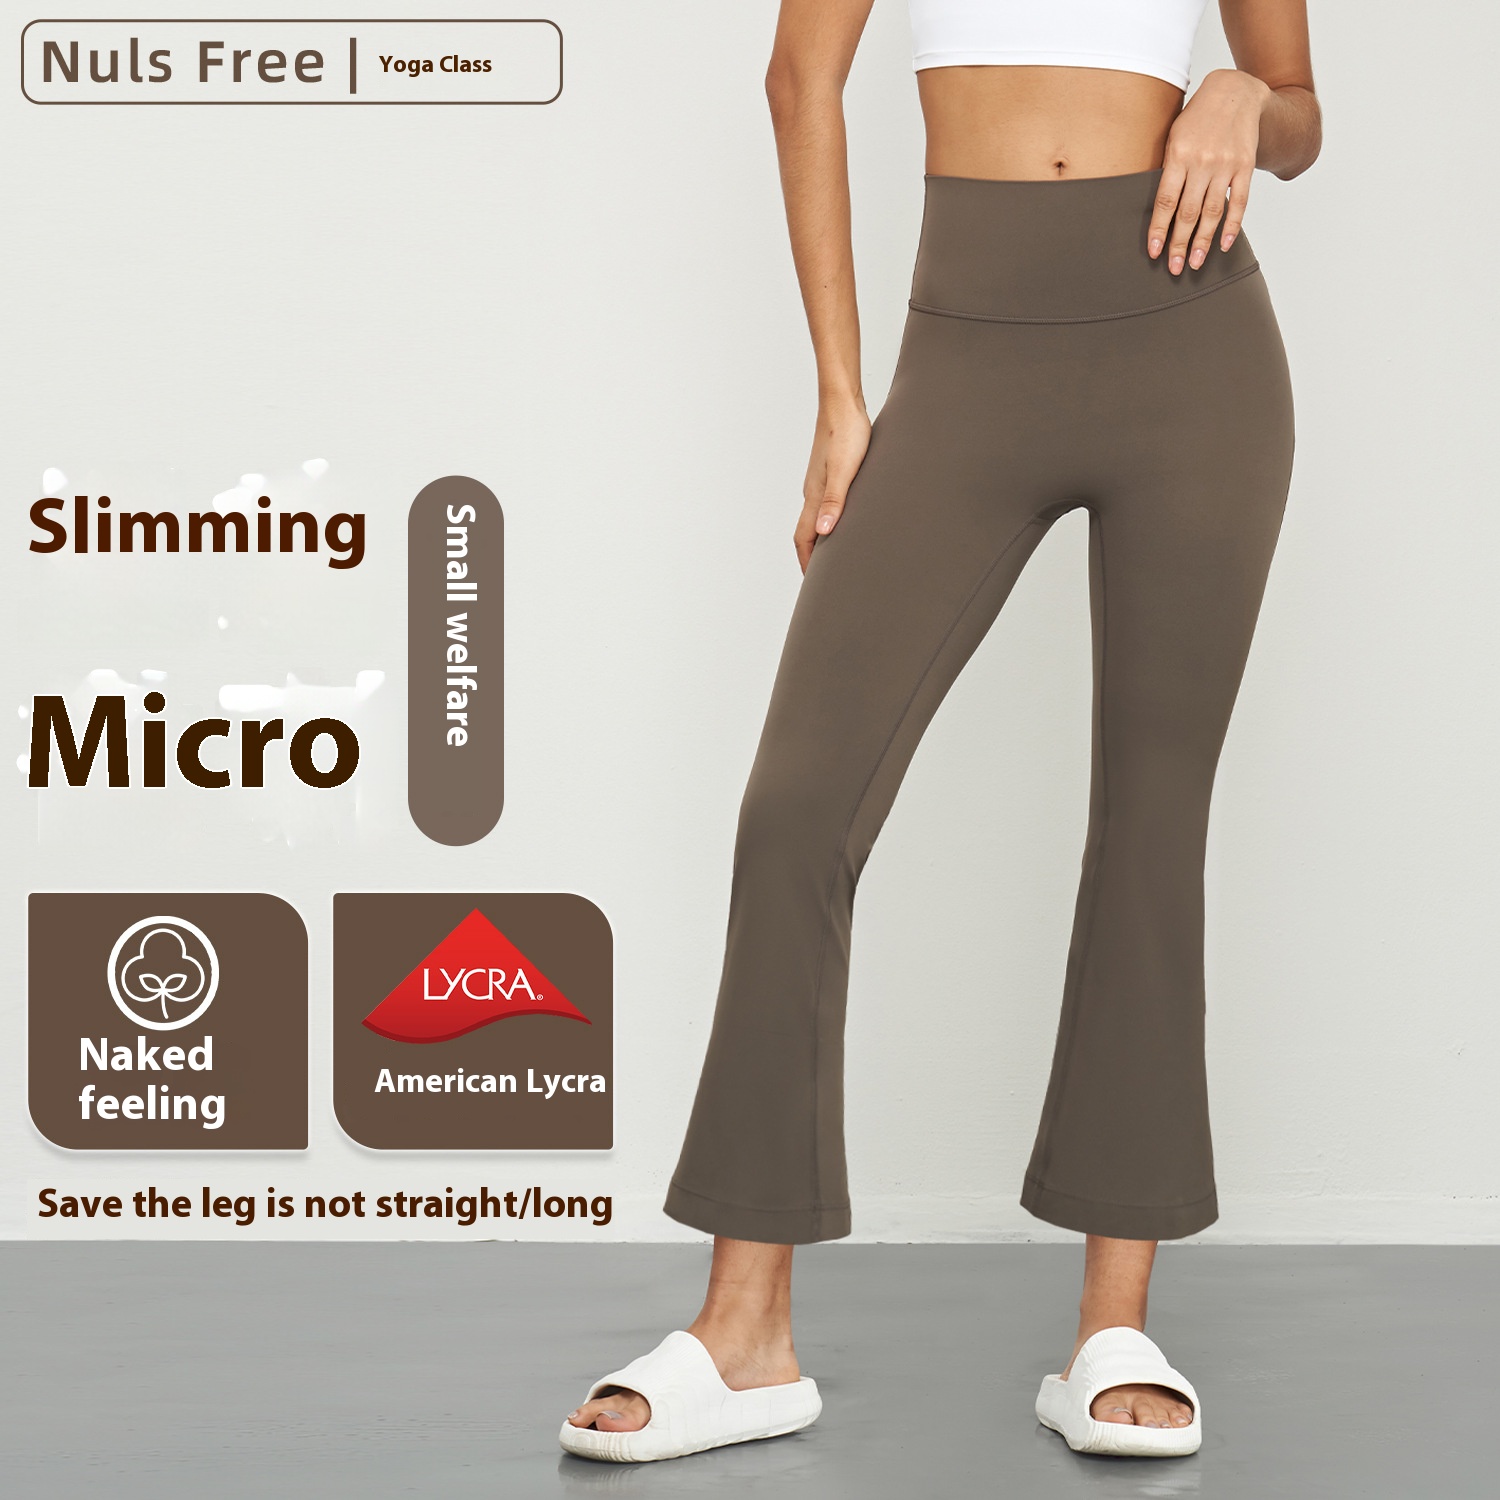 Nuls Free | Yoga Class
Slimming
Small welfare
Micro
Naked
feeling
LYCRA®
American Lycra
Save the leg is not straight/long